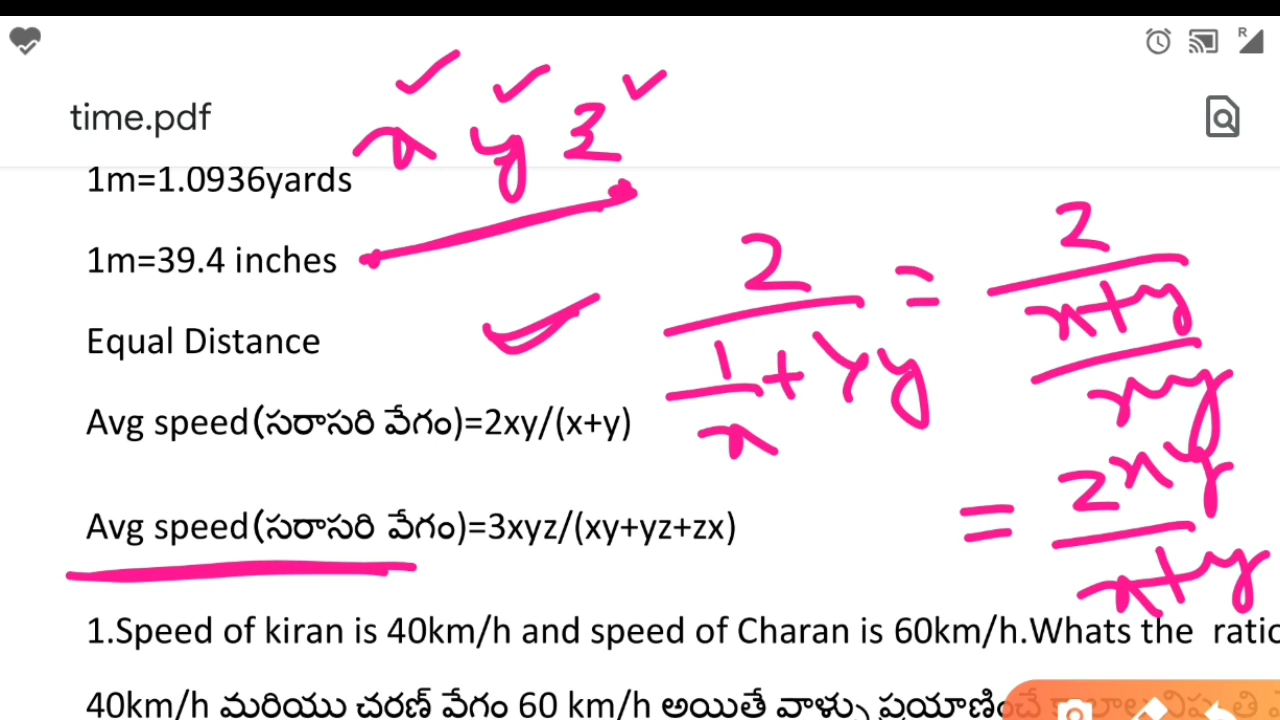 R
time.pdf
x y z
1m=1.0936yards
1m=39.4 inches
Equal Distance
2/(1/x + 1/y) = 2/((x+y)/xy)
Avg speed(సరాసరి వేగం)=2xy/(x+y)
= 2xy/(x+y)
Avg speed(సరాసరి వేగం)=3xyz/(xy+yz+zx)
1.Speed of kiran is 40km/h and speed of Charan is 60km/h.Whats the ratio
40km/h మరియు చరణ్ వేగం 60 km/h అయితే వాళ్ళు